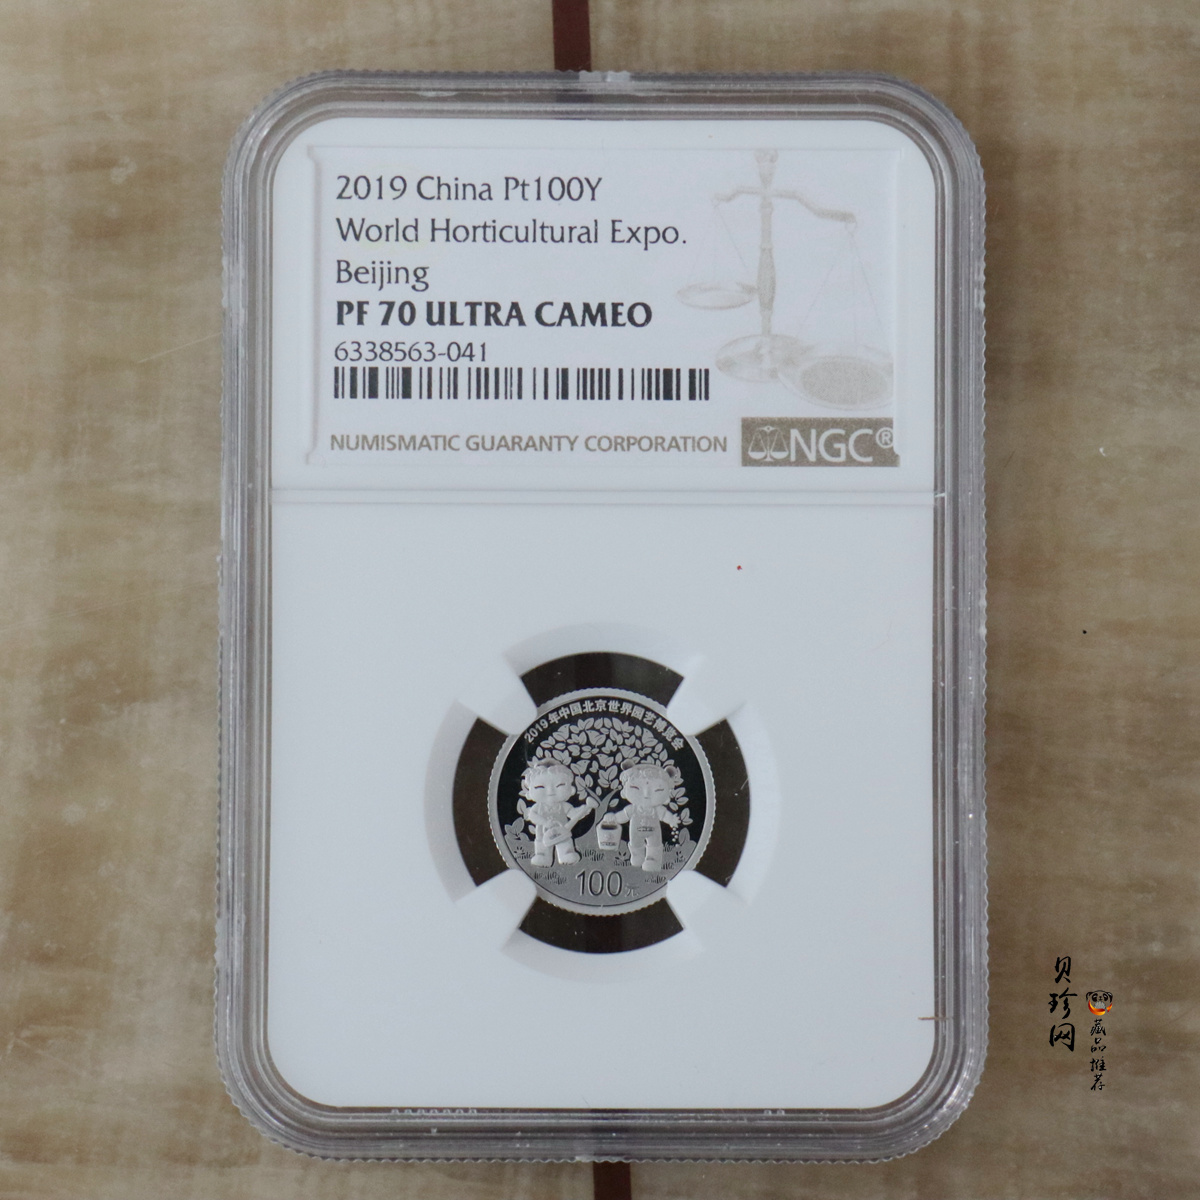 2019 China Pt100Y
World Horticultural Expo.
Beijing
PF 70 ULTRA CAMEO
6338563-041
NUMISMATIC GUARANTY CORPORATION
NGC®
2019年中国北京世界园艺博览会
100元
贝珍网
藏品推荐